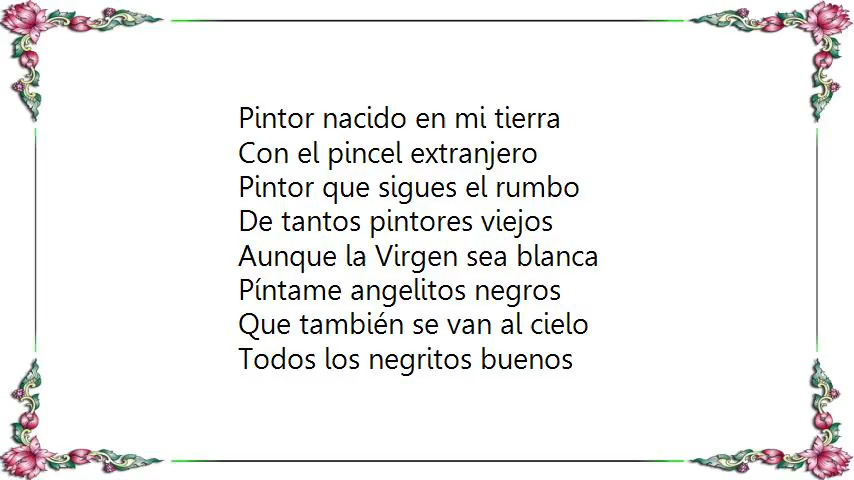 Pintor nacido en mi tierra
Con el pincel extranjero
Pintor que sigues el rumbo
De tantos pintores viejos
Aunque la Virgen sea blanca
Píntame angelitos negros
Que también se van al cielo
Todos los negritos buenos